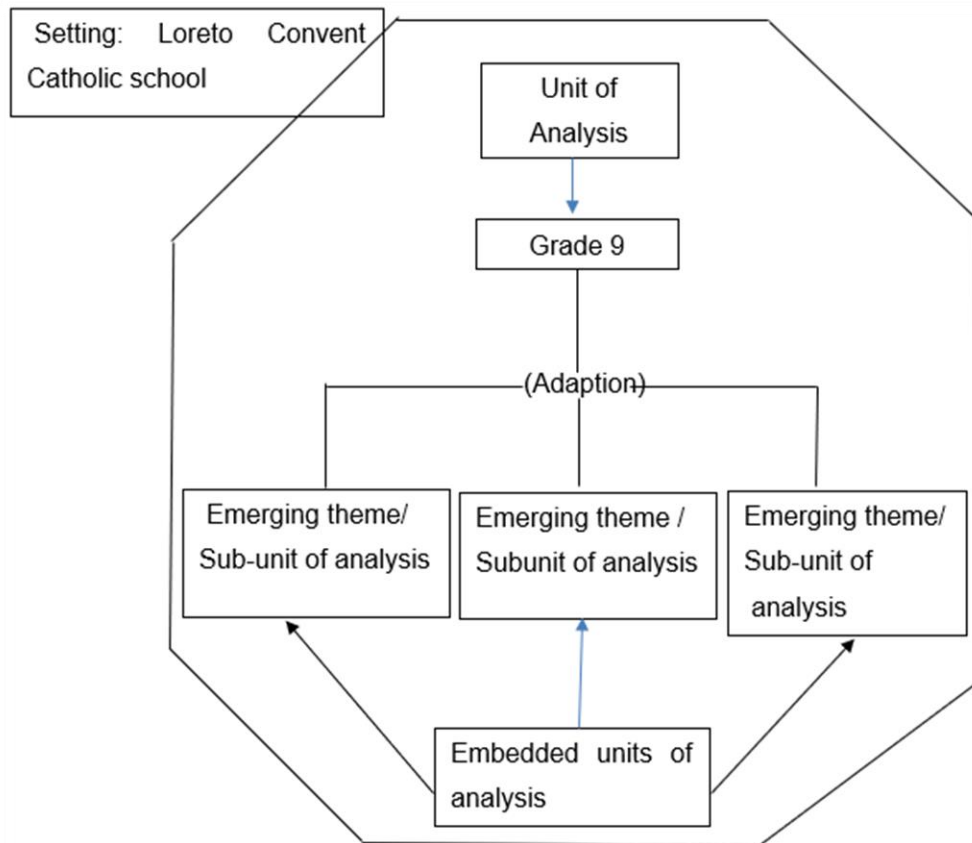 Setting: Loreto Convent
Catholic school
Unit of
Analysis
Grade 9
(Adaption)
Emerging theme/
Sub-unit of analysis
Emerging theme /
Subunit of analysis
Emerging theme/
Sub-unit of
analysis
Embedded units of
analysis